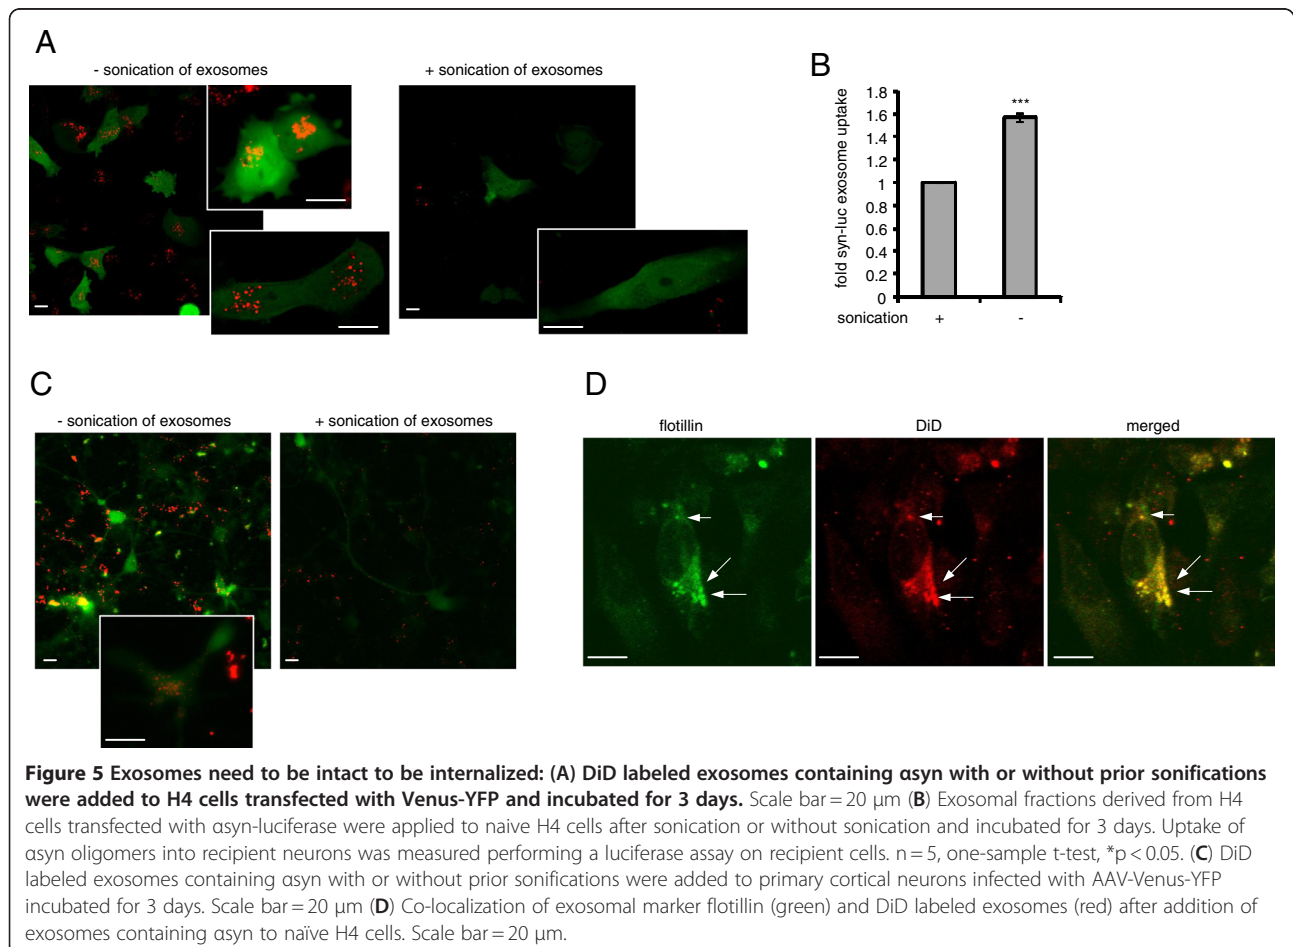 A
- sonication of exosomes
+ sonication of exosomes
B
fold syn-luc exosome uptake
1.8
1.6
1.4
1.2
1
0.8
0.6
0.4
0.2
0
***
sonication + -
C
- sonication of exosomes
+ sonication of exosomes
D
flotillin
DiD
merged
Figure 5 Exosomes need to be intact to be internalized: (A) DiD labeled exosomes containing αsyn with or without prior sonifications
were added to H4 cells transfected with Venus-YFP and incubated for 3 days. Scale bar = 20 μm (B) Exosomal fractions derived from H4
cells transfected with αsyn-luciferase were applied to naive H4 cells after sonication or without sonication and incubated for 3 days. Uptake of
αsyn oligomers into recipient neurons was measured performing a luciferase assay on recipient cells. n = 5, one-sample t-test, *p < 0.05. (C) DiD
labeled exosomes containing αsyn with or without prior sonifications were added to primary cortical neurons infected with AAV-Venus-YFP
incubated for 3 days. Scale bar = 20 μm (D) Co-localization of exosomal marker flotillin (green) and DiD labeled exosomes (red) after addition of
exosomes containing αsyn to naïve H4 cells. Scale bar = 20 μm.